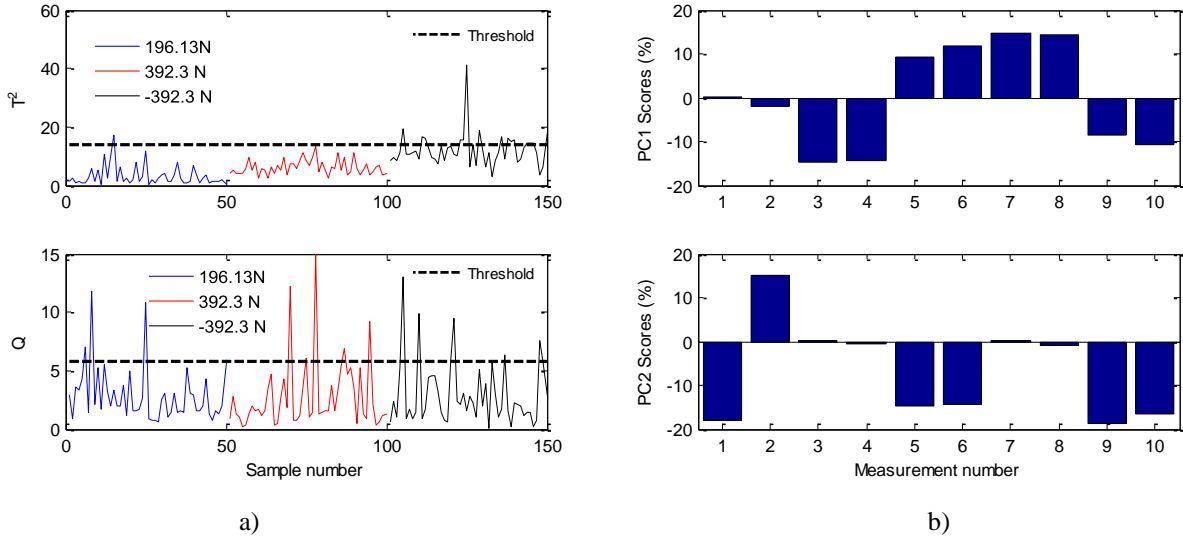 60
40
20
0
T²
196.13N
392.3 N
-392.3 N
Threshold
0 50 100 150
15
10
5
0
Q
196.13N
392.3 N
-392.3 N
Threshold
0 50 100 150
Sample number
a)
20
10
0
-10
-20
PC1 Scores (%)
1 2 3 4 5 6 7 8 9 10
20
10
0
-10
-20
PC2 Scores (%)
1 2 3 4 5 6 7 8 9 10
Measurement number
b)